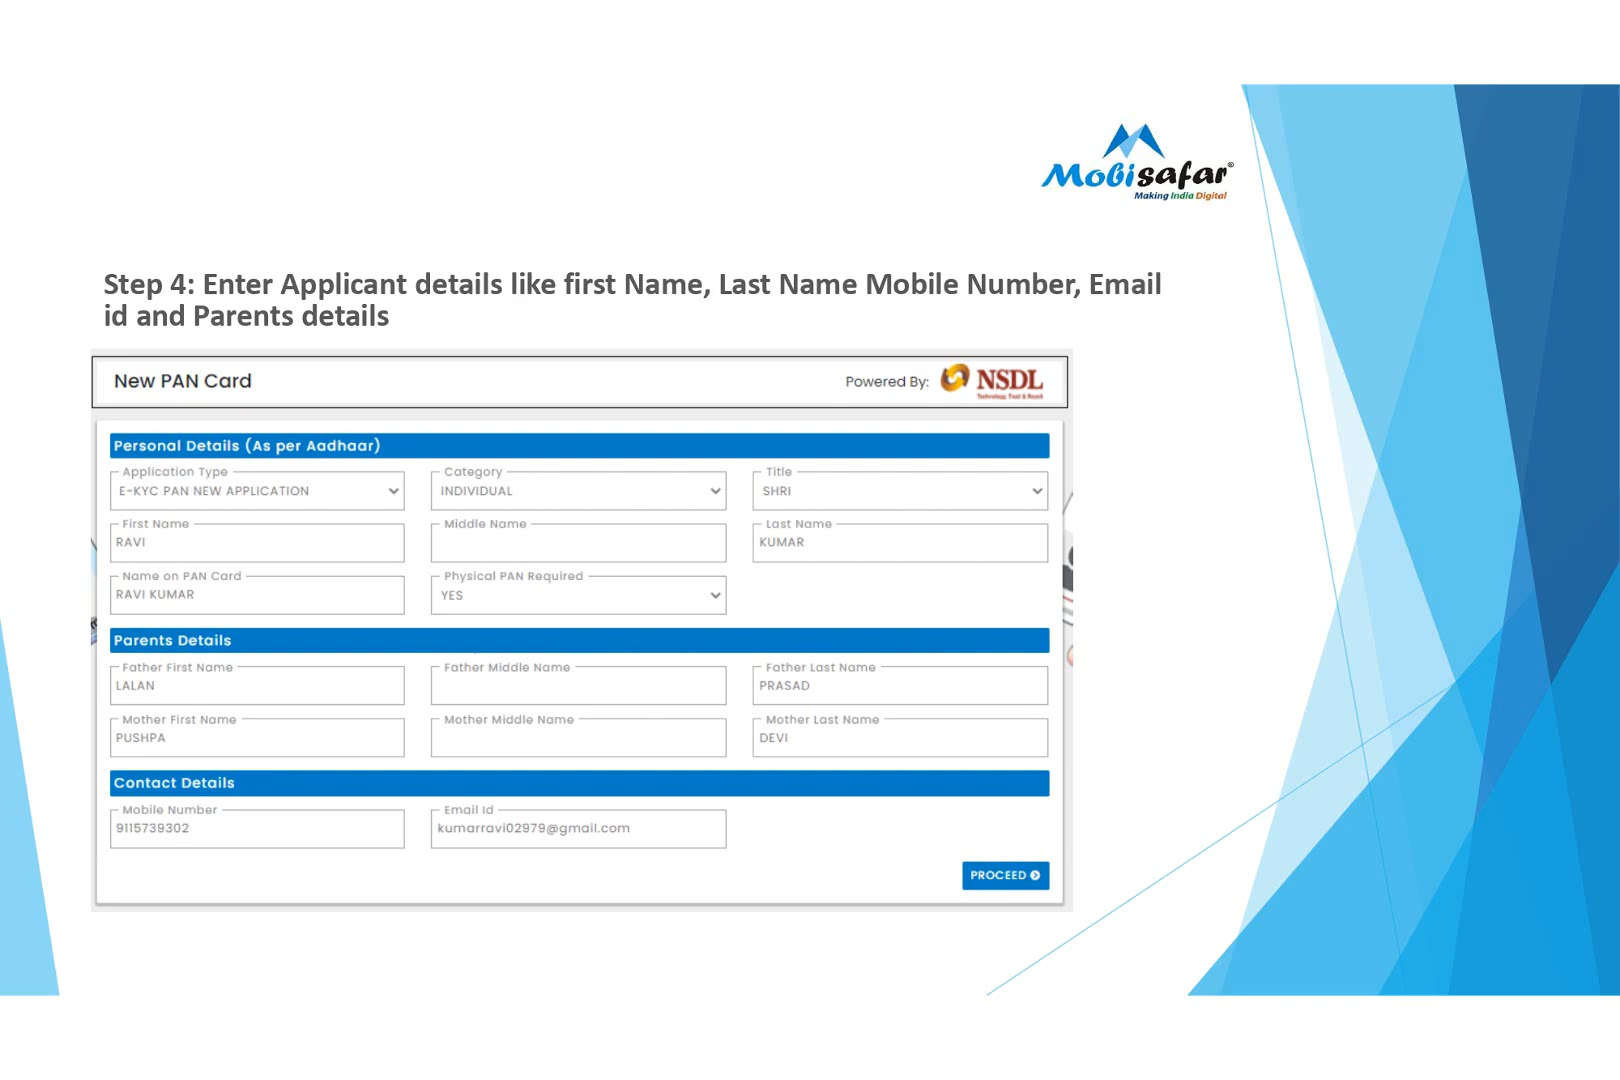 Mobisafar®
Making India Digital
Step 4: Enter Applicant details like first Name, Last Name Mobile Number, Email
id and Parents details
New PAN Card
Powered By: NSDL
Technology, Trust & Reach
Personal Details (As per Aadhaar)
Application Type Category Title
E-KYC PAN NEW APPLICATION INDIVIDUAL SHRI
First Name Middle Name Last Name
RAVI KUMAR
Name on PAN Card Physical PAN Required
RAVI KUMAR YES
Parents Details
Father First Name Father Middle Name Father Last Name
LALAN PRASAD
Mother First Name Mother Middle Name Mother Last Name
PUSHPA DEVI
Contact Details
Mobile Number Email Id
9115739302 kumarravi02979@gmail.com
PROCEED